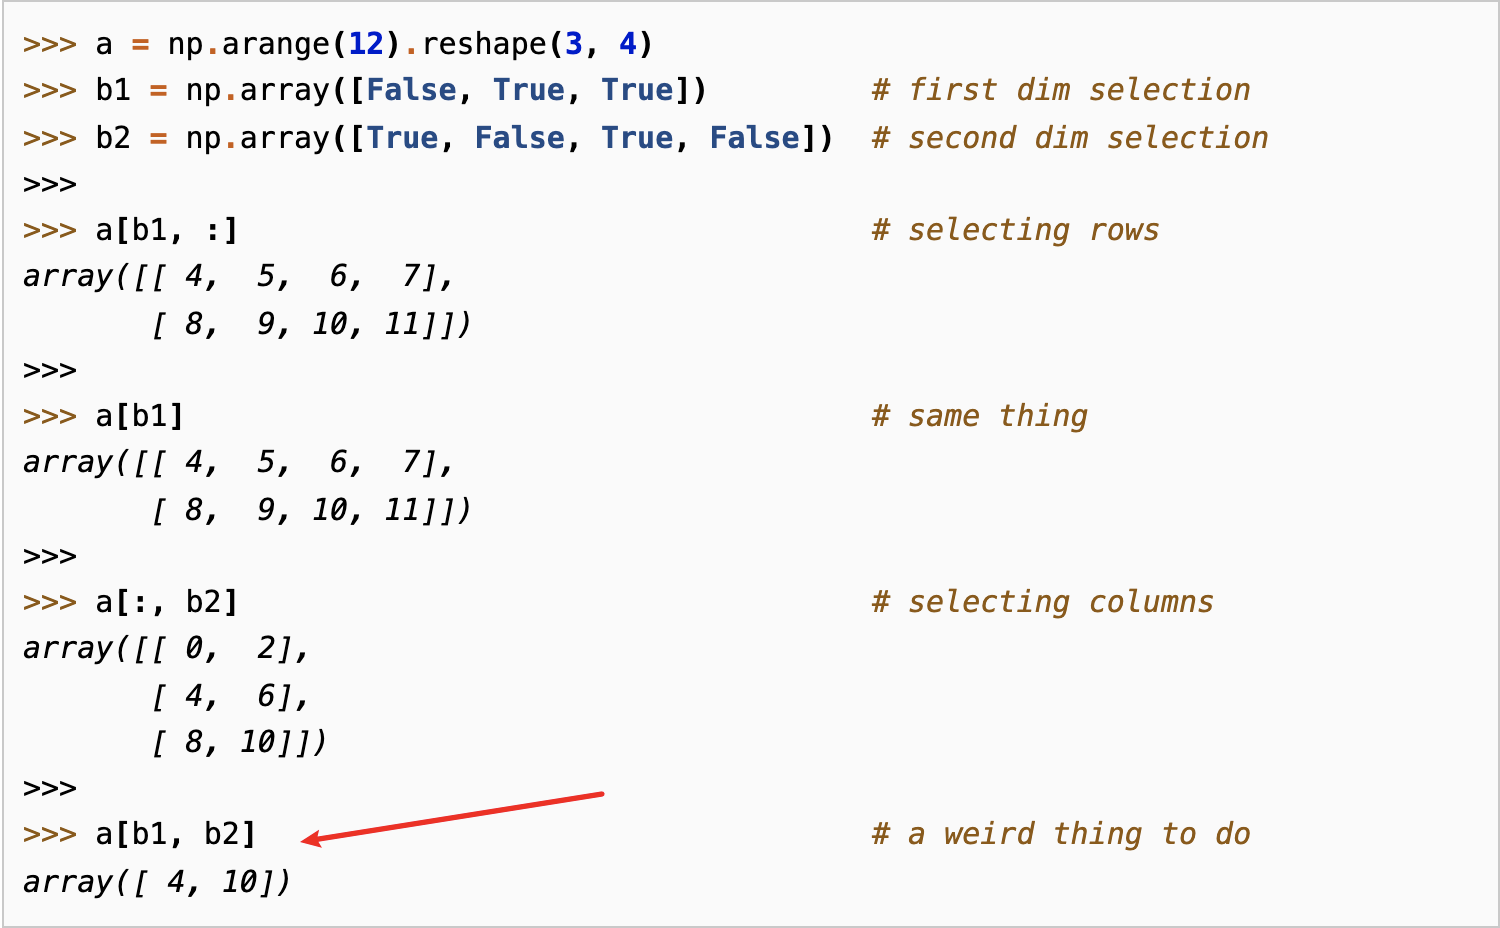 >>> a = np.arange(12).reshape(3, 4)
>>> b1 = np.array([False, True, True])         # first dim selection
>>> b2 = np.array([True, False, True, False])  # second dim selection
>>>
>>> a[b1, :]                                   # selecting rows
array([[ 4,  5,  6,  7],
       [ 8,  9, 10, 11]])
>>>
>>> a[b1]                                      # same thing
array([[ 4,  5,  6,  7],
       [ 8,  9, 10, 11]])
>>>
>>> a[:, b2]                                   # selecting columns
array([[ 0,  2],
       [ 4,  6],
       [ 8, 10]])
>>>
>>> a[b1, b2]                                  # a weird thing to do
array([ 4, 10])